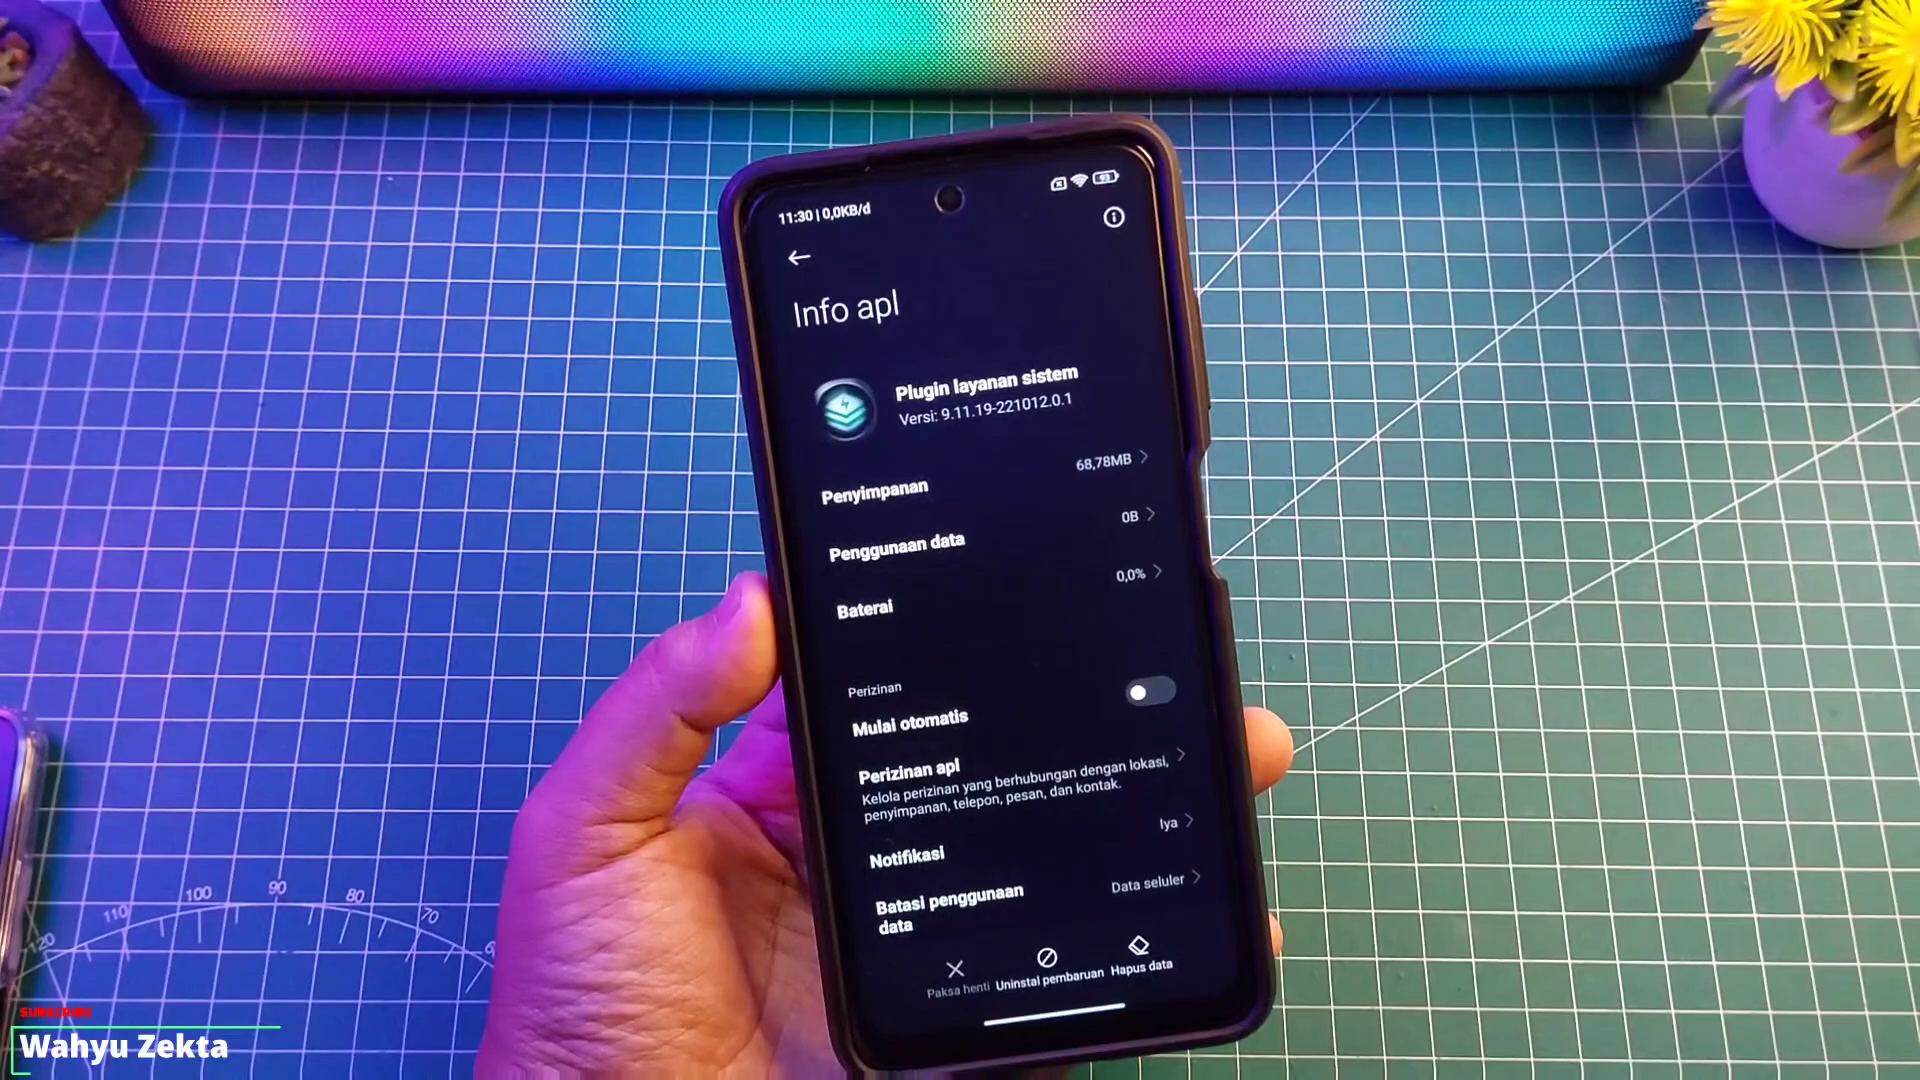 11:30 | 0,0KB/d
93
Info apl
Plugin layanan sistem
Versi: 9.11.19-221012.0.1
Penyimpanan
68,78MB
Penggunaan data
0B
Baterai
0,0%
Perizinan
Mulai otomatis
Perizinan apl
Kelola perizinan yang berhubungan dengan lokasi,
penyimpanan, telepon, pesan, dan kontak.
Notifikasi
Iya
Batasi penggunaan
data
Data seluler
Paksa henti
Uninstal pembaruan
Hapus data
120
110
100
90
80
70
SUBSCRIBE
Wahyu Zekta